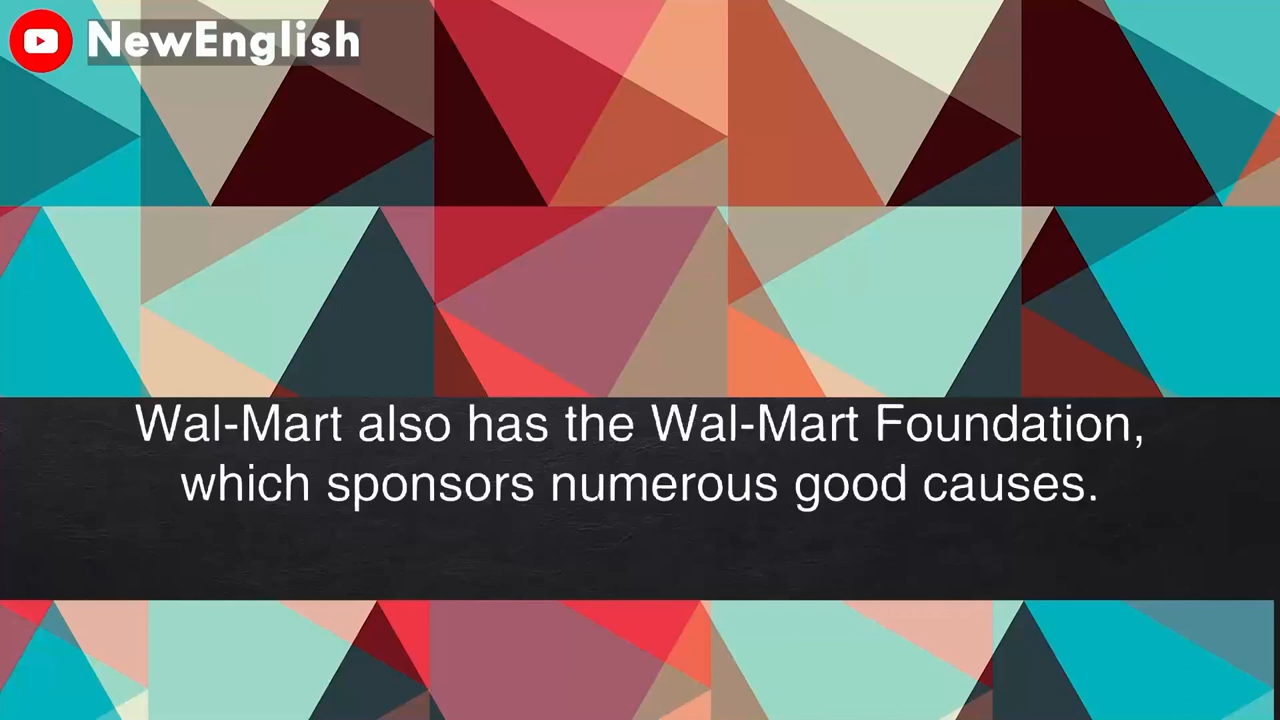 NewEnglish
Wal-Mart also has the Wal-Mart Foundation,
which sponsors numerous good causes.